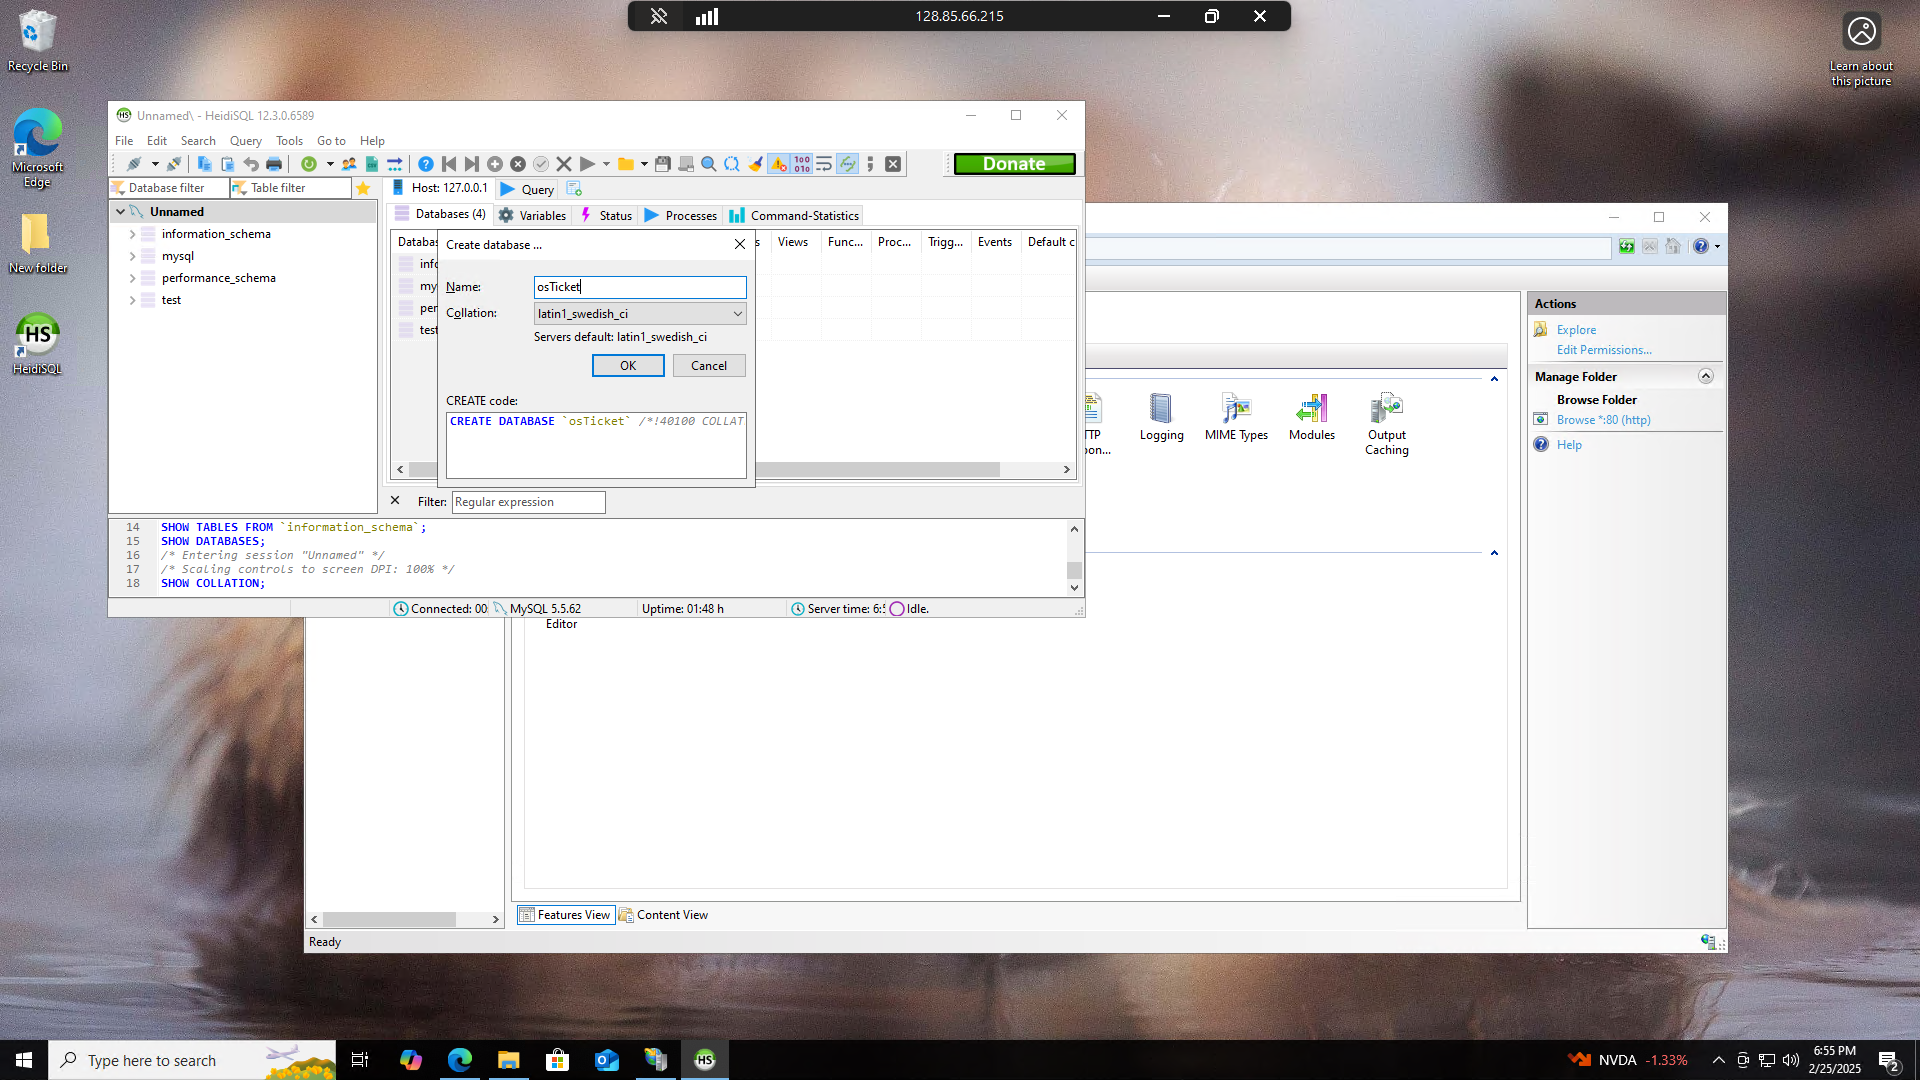 128.85.66.215
Recycle Bin
Learn about
this picture
Microsoft
Edge
New folder
HS
HeidiSQL
HS Unnamed\ - HeidiSQL 12.3.0.6589
File Edit Search Query Tools Go to Help
Donate
Database filter Table filter
Host: 127.0.0.1 Query
Unnamed
information_schema
mysql
performance_schema
test
Databases (4) Variables Status Processes Command-Statistics
Databas s Views Func... Proc... Trigg... Events Default c
info
my
per
test
Create database ...
Name: osTicket
Collation: latin1_swedish_ci
Servers default: latin1_swedish_ci
OK Cancel
CREATE code:
CREATE DATABASE `osTicket` /*!40100 COLLAT
Filter: Regular expression
14 SHOW TABLES FROM `information_schema`;
15 SHOW DATABASES;
16 /* Entering session "Unnamed" */
17 /* Scaling controls to screen DPI: 100% */
18 SHOW COLLATION;
Connected: 00 MySQL 5.5.62 Uptime: 01:48 h Server time: 6:5 Idle.
Editor
TTP
pon...
Logging
MIME Types
Modules
Output
Caching
Actions
Explore
Edit Permissions...
Manage Folder
Browse Folder
Browse *:80 (http)
Help
Features View Content View
Ready
Type here to search
HS
NVDA -1.33%
6:55 PM
2/25/2025
2